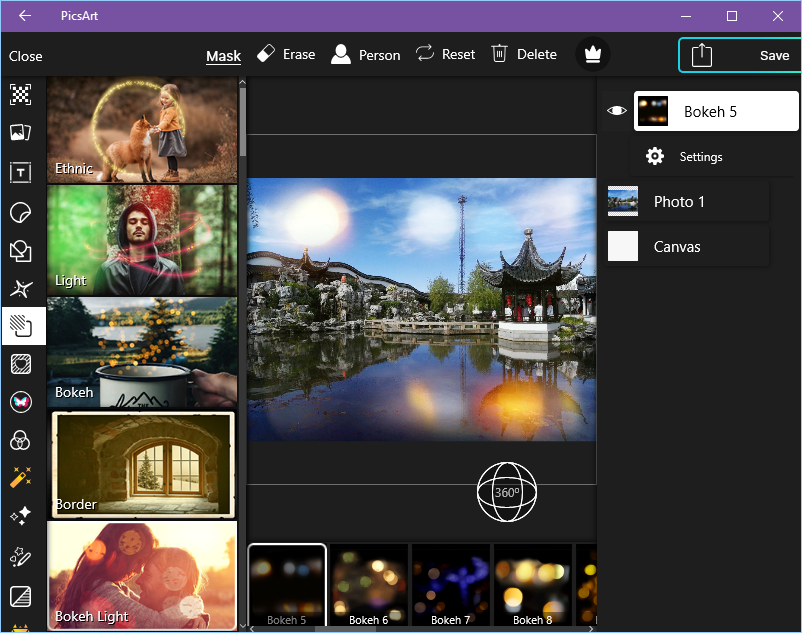 PicsArt
Close
Mask
Erase
Person
Reset
Delete
Save
Ethnic
Light
Bokeh
Border
Bokeh Light
360º
Bokeh 5
Bokeh 6
Bokeh 7
Bokeh 8
Bokeh 5
Settings
Photo 1
Canvas